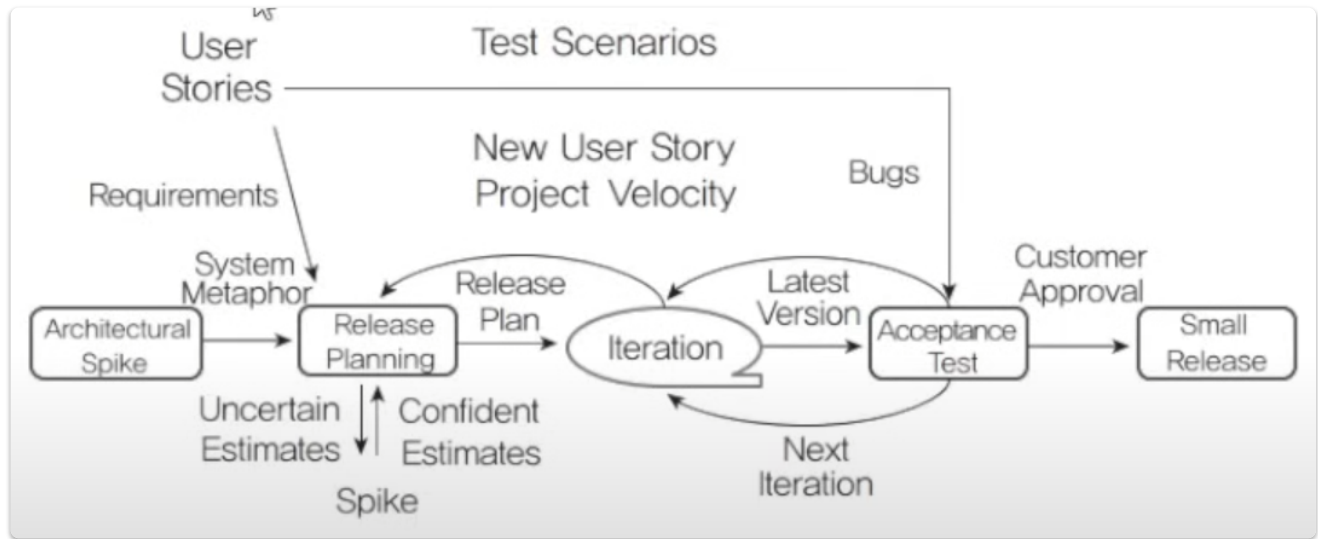 User
Stories
Test Scenarios
New User Story
Project Velocity
Bugs
Requirements
System
Metaphor
Release
Plan
Latest
Version
Customer
Approval
Architectural
Spike
Release
Planning
Iteration
Acceptance
Test
Small
Release
Uncertain
Estimates
Confident
Estimates
Spike
Next
Iteration